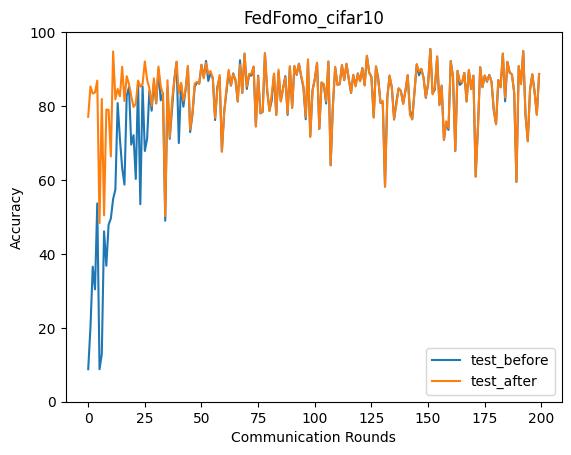 FedFomo_cifar10
100
80
60
40
20
0
Accuracy
0 25 50 75 100 125 150 175 200
Communication Rounds
test_before
test_after